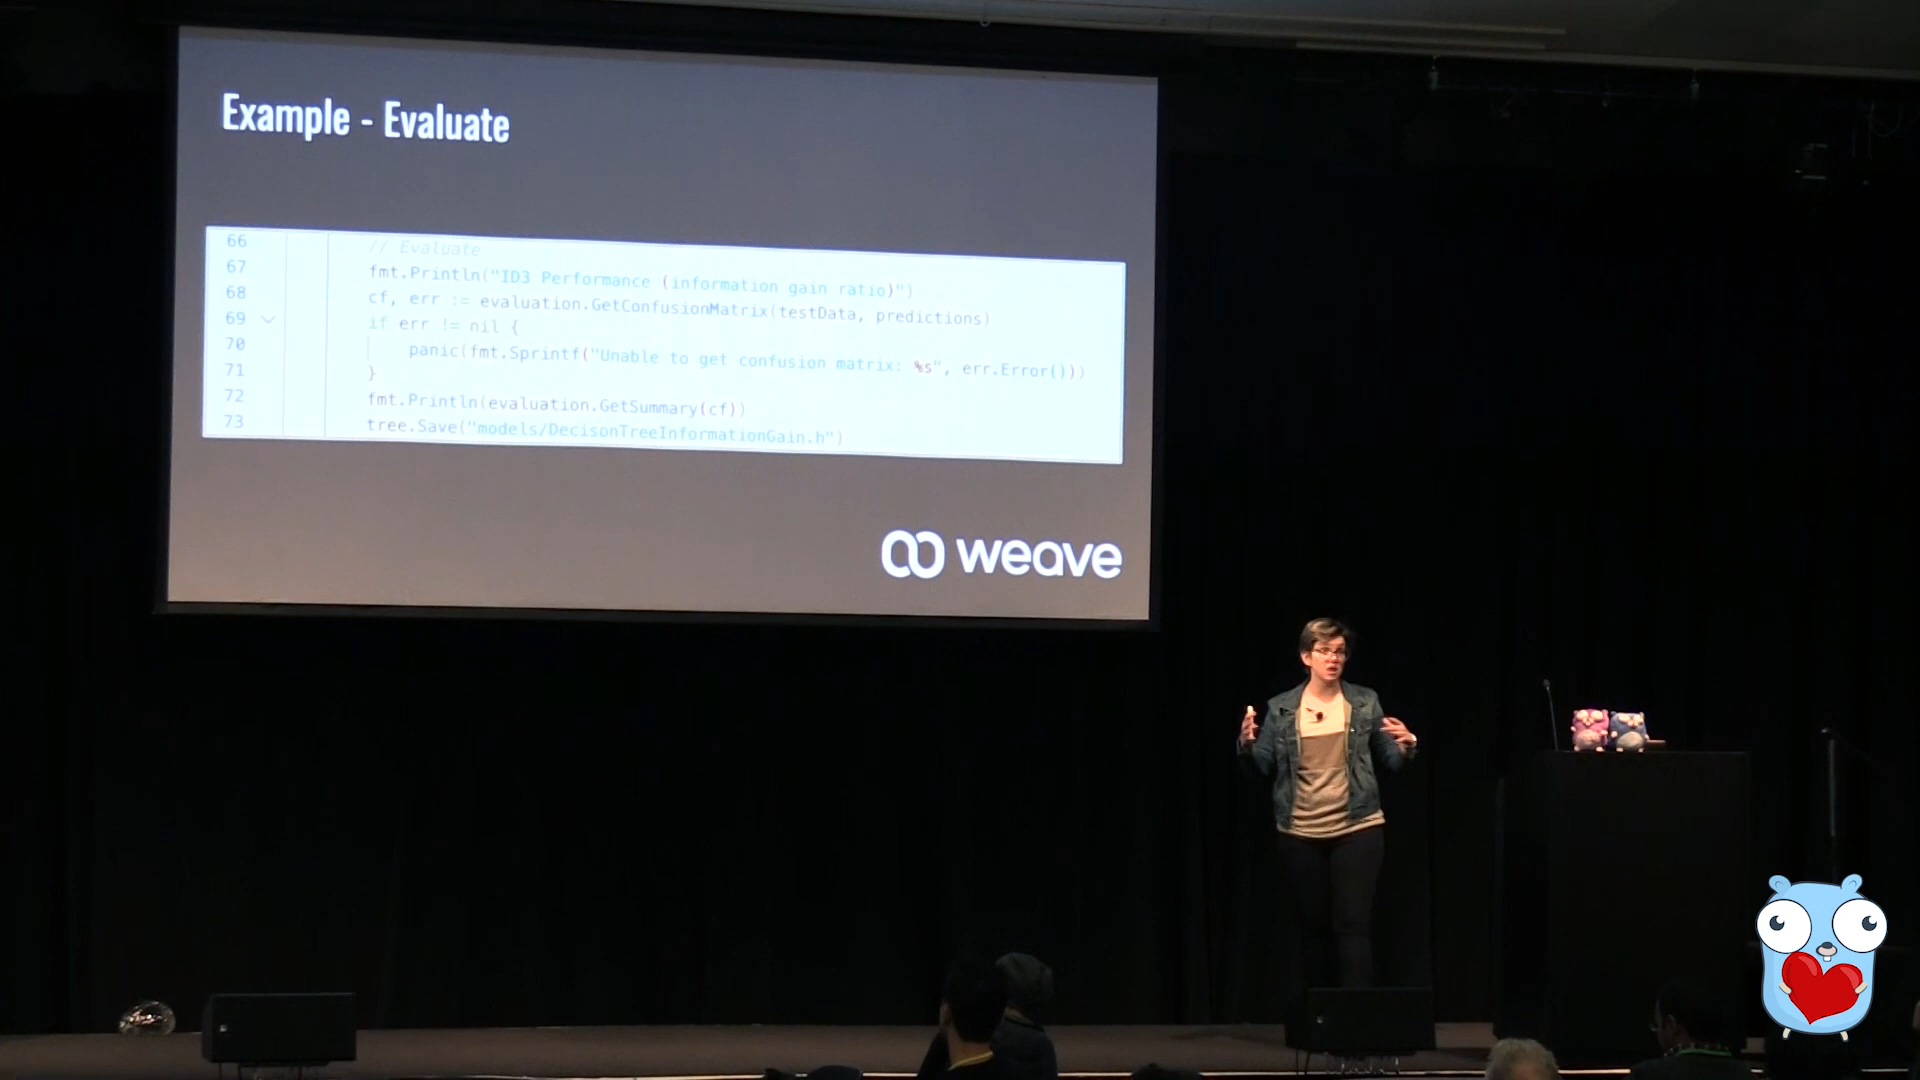 Example - Evaluate
66 // Evaluate
67 fmt.Println("ID3 Performance (information gain ratio)")
68 cf, err := evaluation.GetConfusionMatrix(testData, predictions)
69 if err != nil {
70 panic(fmt.Sprintf("Unable to get confusion matrix: %s", err.Error()))
71 }
72 fmt.Println(evaluation.GetSummary(cf))
73 tree.Save("models/DecisonTreeInformationGain.h")
weave